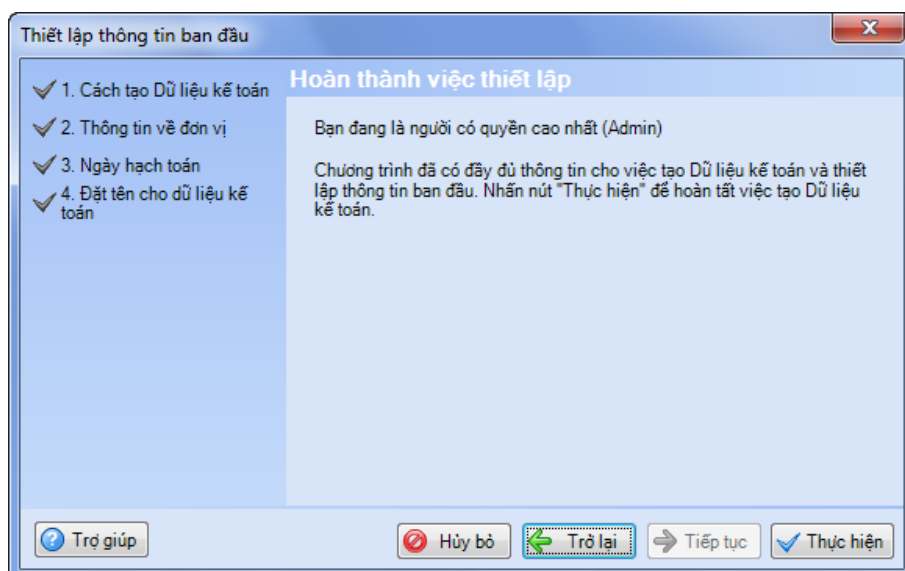 Thiết lập thông tin ban đầu
1. Cách tạo Dữ liệu kế toán
2. Thông tin về đơn vị
3. Ngày hạch toán
4. Đặt tên cho dữ liệu kế
toán
Hoàn thành việc thiết lập
Bạn đang là người có quyền cao nhất (Admin)
Chương trình đã có đầy đủ thông tin cho việc tạo Dữ liệu kế toán và thiết
lập thông tin ban đầu. Nhấn nút "Thực hiện" để hoàn tất việc tạo Dữ liệu
kế toán.
Trợ giúp
Hủy bỏ
Trở lại
Tiếp tục
Thực hiện